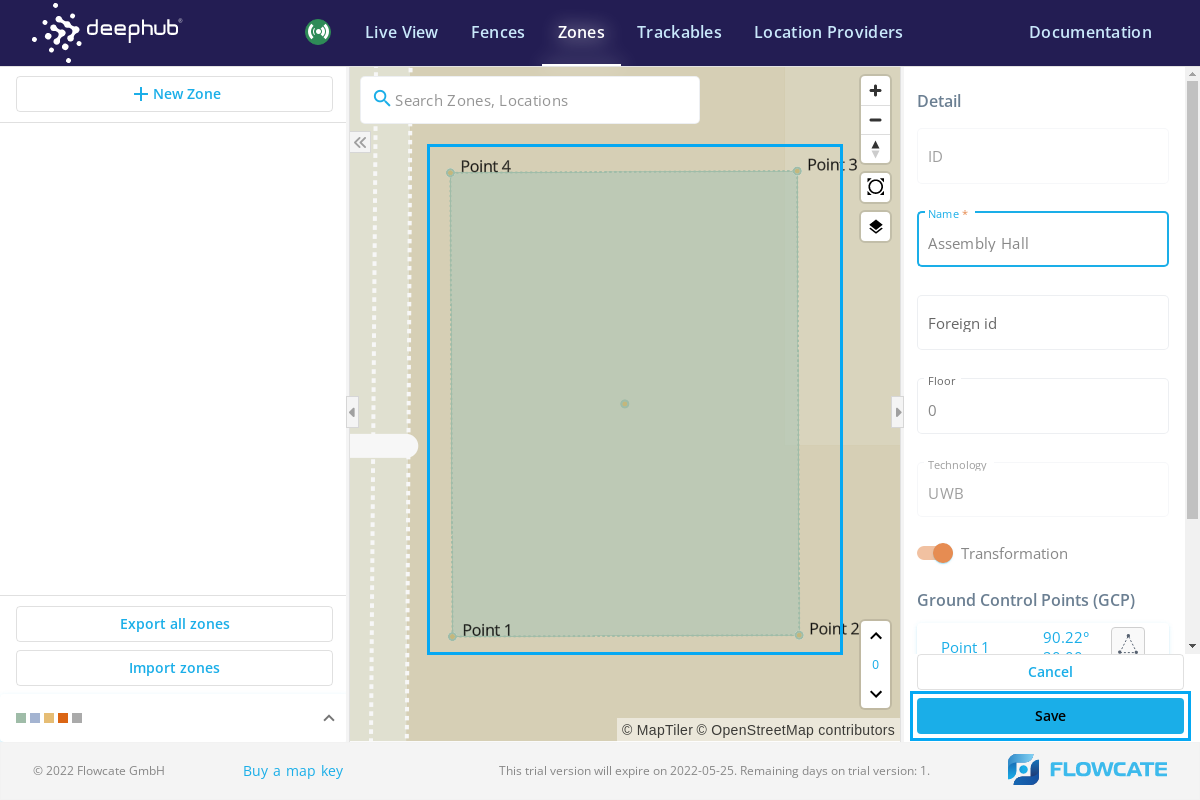 deephub®
Live View
Fences
Zones
Trackables
Location Providers
Documentation
New Zone
Export all zones
Import zones
Search Zones, Locations
Point 4
Point 3
Point 1
Point 2
0
© MapTiler © OpenStreetMap contributors
Detail
ID
Name *
Assembly Hall
Foreign id
Floor
0
Technology
UWB
Transformation
Ground Control Points (GCP)
Point 1
90.22°
Cancel
Save
© 2022 Flowcate GmbH
Buy a map key
This trial version will expire on 2022-05-25. Remaining days on trial version: 1.
FLOWCATE